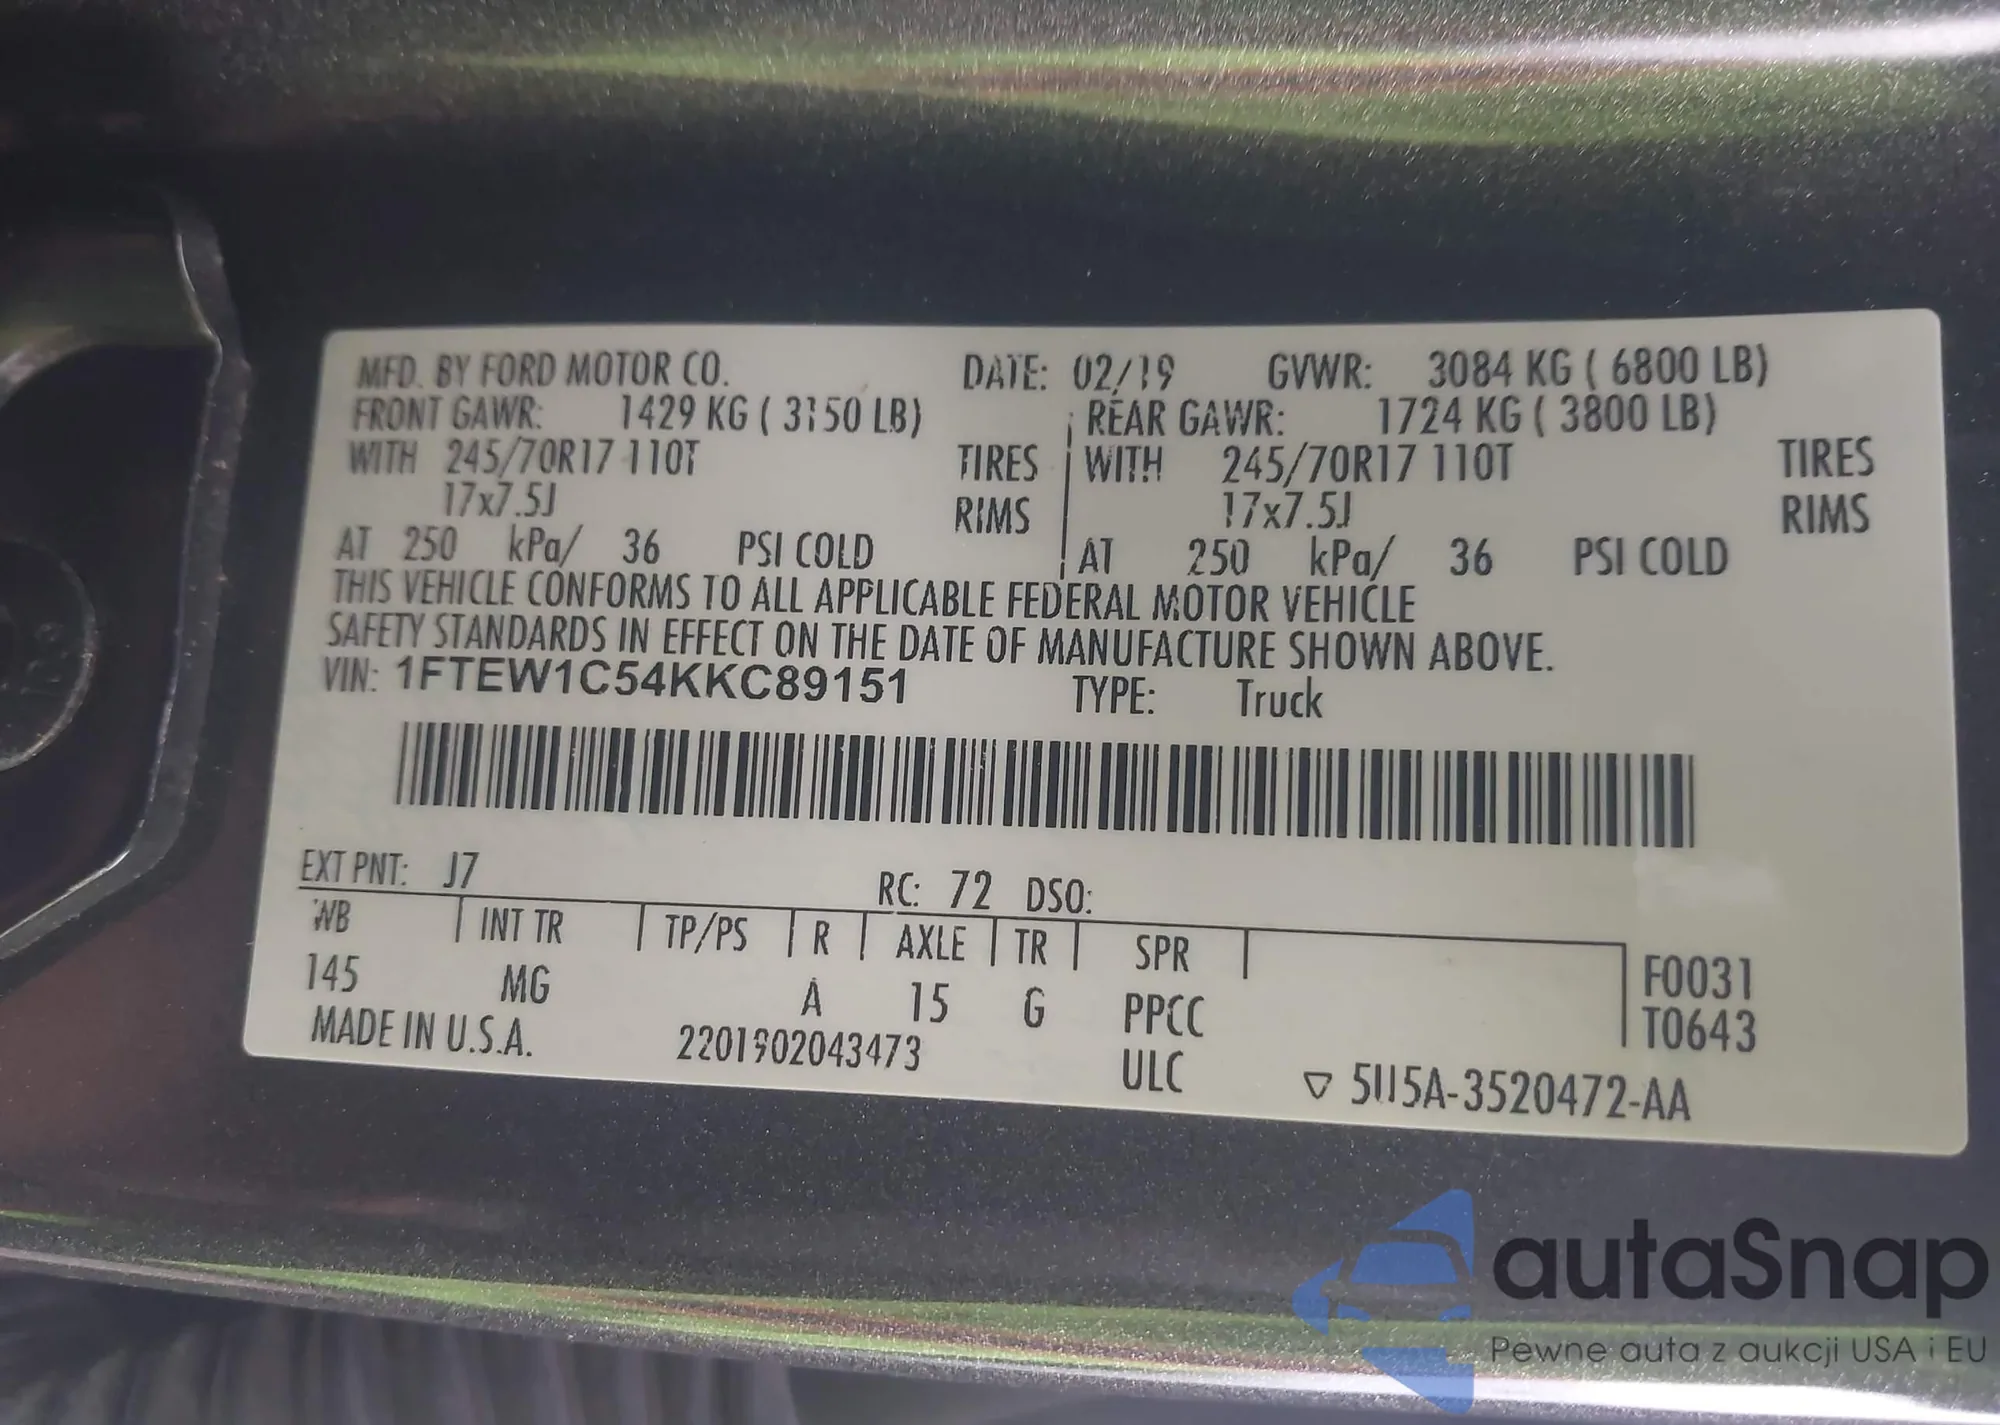 MFD. BY FORD MOTOR CO. DATE: 02/19 GVWR: 3084 KG ( 6800 LB)
FRONT GAWR: 1429 KG ( 3150 LB) REAR GAWR: 1724 KG ( 3800 LB)
WITH 245/70R17 110T TIRES WITH 245/70R17 110T TIRES
17x7.5J RIMS 17x7.5J RIMS
AT 250 kPa/ 36 PSI COLD AT 250 kPa/ 36 PSI COLD
THIS VEHICLE CONFORMS TO ALL APPLICABLE FEDERAL MOTOR VEHICLE
SAFETY STANDARDS IN EFFECT ON THE DATE OF MANUFACTURE SHOWN ABOVE.
VIN: 1FTEW1C54KKC89151 TYPE: Truck
EXT PNT: J7 RC: 72 DSO:
WB INT TR TP/PS R AXLE TR SPR
145 MG A 15 G PPCC F0031
ULC T0643
MADE IN U.S.A. 2201902043473 ▽ 5U5A-3520472-AA
autaSnap
Pewne auta z aukcji USA i EU